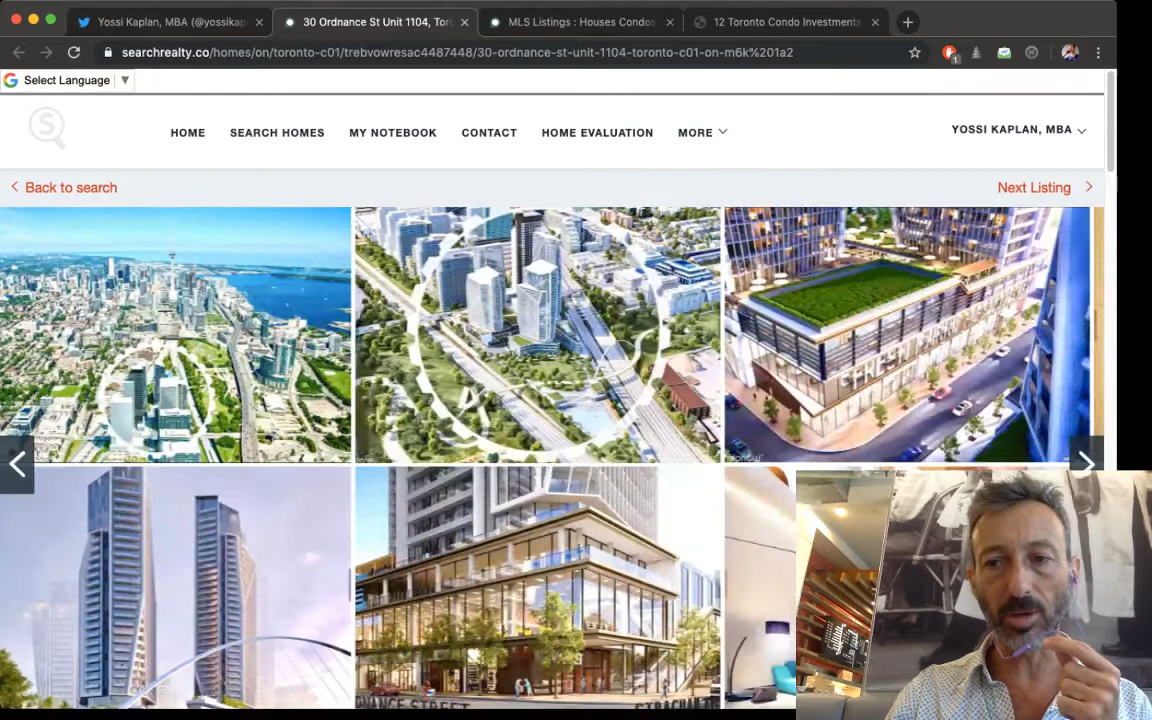 Yossi Kaplan, MBA (@yossikap
30 Ordnance St Unit 1104, Tor
MLS Listings : Houses Condos
12 Toronto Condo Investments
searchrealty.co/homes/on/toronto-c01/trebvowresac4487448/30-ordnance-st-unit-1104-toronto-c01-on-m6k%201a2
1
G Select Language
S
HOME
SEARCH HOMES
MY NOTEBOOK
CONTACT
HOME EVALUATION
MORE
YOSSI KAPLAN, MBA
Back to search
Next Listing